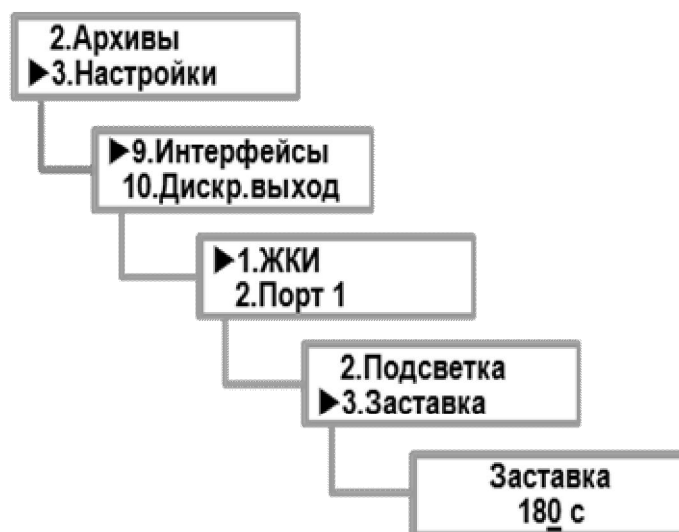 2.Архивы
▶3.Настройки
▶9.Интерфейсы
10.Дискр.выход
▶1.ЖКИ
2.Порт 1
2.Подсветка
▶3.Заставка
Заставка
180 с